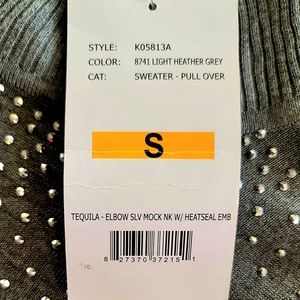 STYLE: K05813A
COLOR: 8741 LIGHT HEATHER GREY
CAT: SWEATER - PULL OVER
S
TEQUILA - ELBOW SLV MOCK NK W/ HEATSEAL EMB
8 27370 37215 1